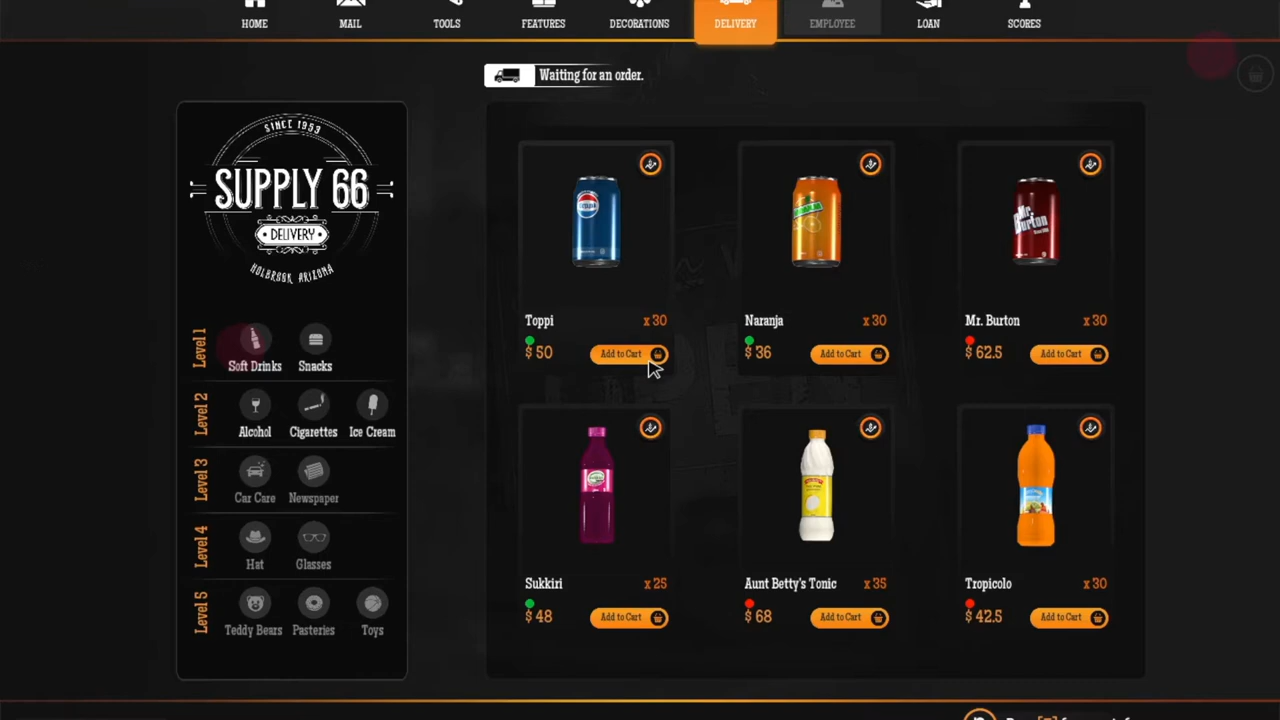 HOME MAIL TOOLS FEATURES DECORATIONS DELIVERY EMPLOYEE LOAN SCORES
Waiting for an order.
SINCE 1953
SUPPLY 66
DELIVERY
HOLBROOK, ARIZONA
Level 1
Soft Drinks Snacks
Level 2
Alcohol Cigarettes Ice Cream
Level 3
Car Care Newspaper
Level 4
Hat Glasses
Level 5
Teddy Bears Pasteries Toys
Toppi x 30
$ 50 Add to Cart
Naranja x 30
$ 36 Add to Cart
Mr. Burton
Mr. Burton x 30
$ 62.5 Add to Cart
Sukkiri x 25
$ 48 Add to Cart
Aunt Betty's Tonic x 35
$ 68 Add to Cart
Tropicolo x 30
$ 42.5 Add to Cart